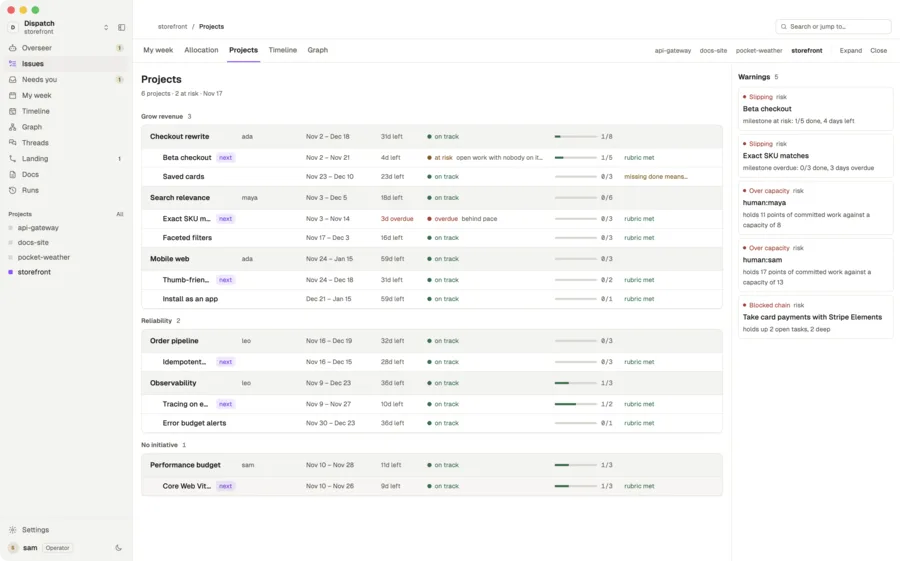 D Dispatch
storefront
Overseer 1
Issues
Needs you 1
My week
Timeline
Graph
Threads
Landing 1
Docs
Runs
Projects All
api-gateway
docs-site
pocket-weather
storefront
Settings
S sam Operator
storefront / Projects
Search or jump to…
My week Allocation Projects Timeline Graph
api-gateway docs-site pocket-weather storefront Expand Close
Projects
6 projects · 2 at risk · Nov 17
Grow revenue 3
Checkout rewrite ada Nov 2 – Dec 18 31d left on track 1/8
Beta checkout next Nov 2 – Nov 21 4d left at risk open work with nobody on it… 1/5 rubric met
Saved cards Nov 23 – Dec 10 23d left on track 0/3 missing done means…
Search relevance maya Nov 3 – Dec 5 18d left on track 0/6
Exact SKU m… next Nov 3 – Nov 14 3d overdue overdue behind pace 0/3 rubric met
Faceted filters Nov 17 – Dec 3 16d left on track 0/3 rubric met
Mobile web ada Nov 24 – Jan 15 59d left on track 0/3
Thumb-frien… next Nov 24 – Dec 18 31d left on track 0/2 rubric met
Install as an app Dec 21 – Jan 15 59d left on track 0/1 rubric met
Reliability 2
Order pipeline leo Nov 16 – Dec 19 32d left on track 0/3
Idempotent… next Nov 16 – Dec 15 28d left on track 0/3 rubric met
Observability leo Nov 9 – Dec 23 36d left on track 1/3
Tracing on e… next Nov 9 – Nov 27 10d left on track 1/2 rubric met
Error budget alerts Nov 30 – Dec 23 36d left on track 0/1 rubric met
No initiative 1
Performance budget sam Nov 10 – Nov 28 11d left on track 1/3
Core Web Vit… next Nov 10 – Nov 26 9d left on track 1/3 rubric met
Warnings 5
Slipping risk
Beta checkout
milestone at risk: 1/5 done, 4 days left
Slipping risk
Exact SKU matches
milestone overdue: 0/3 done, 3 days overdue
Over capacity risk
human:maya
holds 11 points of committed work against a
capacity of 8
Over capacity risk
human:sam
holds 17 points of committed work against a
capacity of 13
Blocked chain risk
Take card payments with Stripe Elements
holds up 2 open tasks, 2 deep